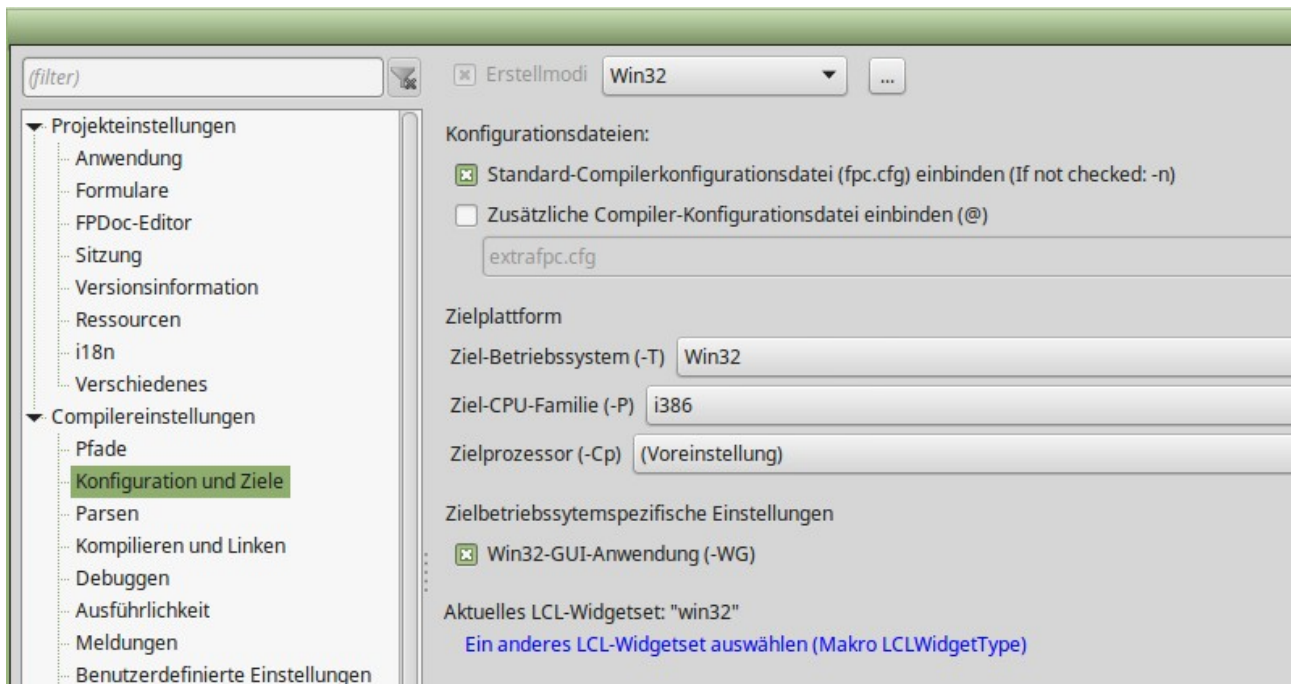 (filter)
Projekteinstellungen
Anwendung
Formulare
FPDoc-Editor
Sitzung
Versionsinformation
Ressourcen
i18n
Verschiedenes
Compilereinstellungen
Pfade
Konfiguration und Ziele
Parsen
Kompilieren und Linken
Debuggen
Ausführlichkeit
Meldungen
Benutzerdefinierte Einstellungen
Erstellmodi Win32 ...
Konfigurationsdateien:
Standard-Compilerkonfigurationsdatei (fpc.cfg) einbinden (If not checked: -n)
Zusätzliche Compiler-Konfigurationsdatei einbinden (@)
extrafpc.cfg
Zielplattform
Ziel-Betriebssystem (-T) Win32
Ziel-CPU-Familie (-P) i386
Zielprozessor (-Cp) (Voreinstellung)
Zielbetriebssytemspezifische Einstellungen
Win32-GUI-Anwendung (-WG)
Aktuelles LCL-Widgetset: "win32"
Ein anderes LCL-Widgetset auswählen (Makro LCLWidgetType)